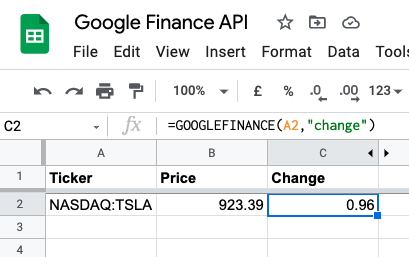 Google Finance API
File Edit View Insert Format Data Tools
100% £ % .0 .00 123
C2 fx =GOOGLEFINANCE(A2,"change")
A B C
1 Ticker Price Change
2 NASDAQ:TSLA 923.39 0.96
3
4